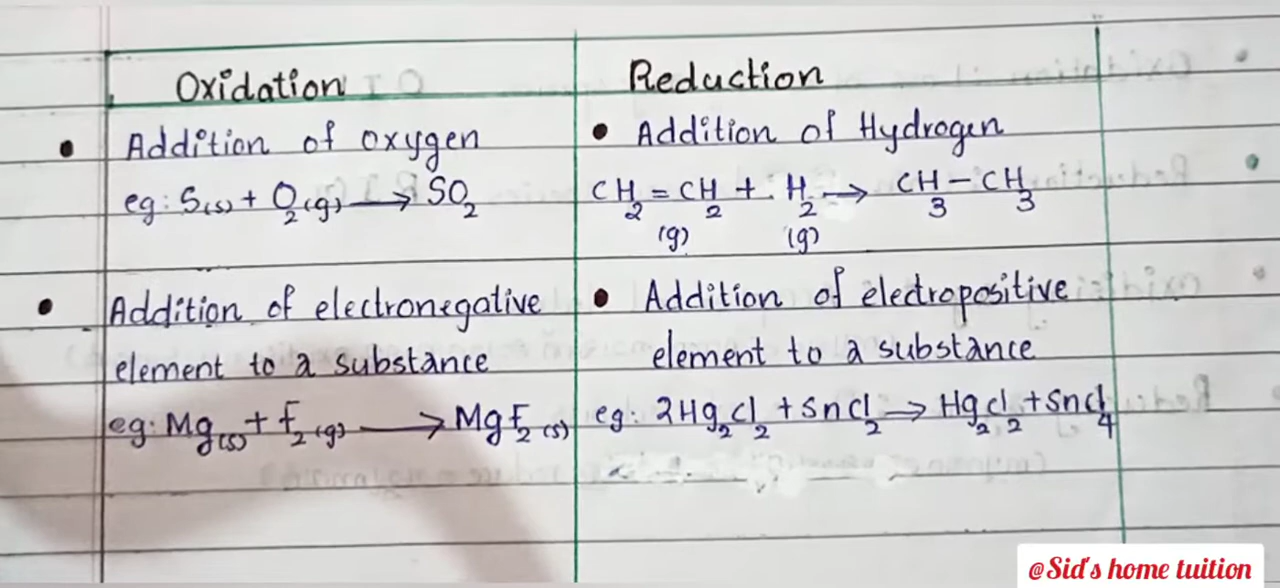 Oxidation
Reduction
• Addition of oxygen
eg: S(s) + O₂(g) → SO₂
• Addition of electronegative
element to a substance
eg: Mg(s) + F₂(g) → MgF₂(s)
• Addition of Hydrogen
CH₂ = CH₂ + H₂ → CH₃ – CH₃
(g) (g)
• Addition of electropositive
element to a substance
eg: 2Hg₂Cl₂ + SnCl₂ → Hg₂Cl₂ + SnCl₄
@Sid's home tuition